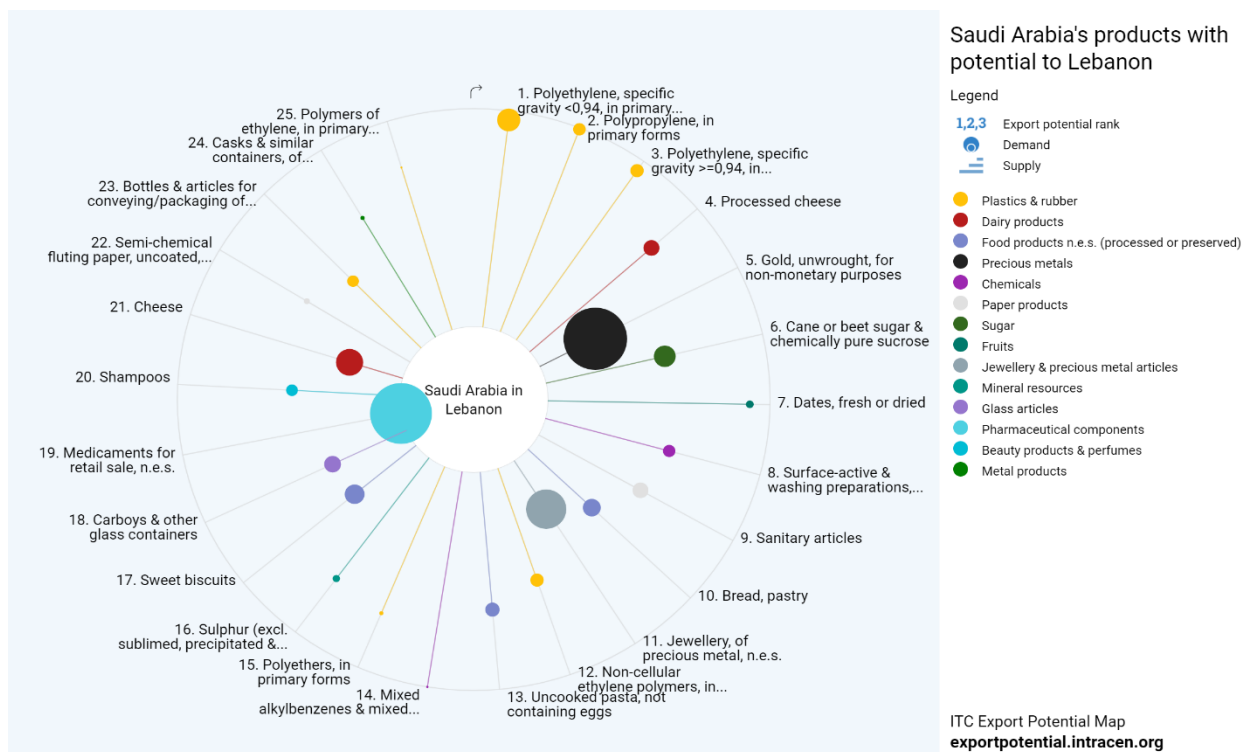 1. Polyethylene, specific
gravity <0,94, in primary...
2. Polypropylene, in
primary forms
3. Polyethylene, specific
gravity >=0,94, in...
4. Processed cheese
5. Gold, unwrought, for
non-monetary purposes
6. Cane or beet sugar &
chemically pure sucrose
7. Dates, fresh or dried
8. Surface-active &
washing preparations,...
9. Sanitary articles
10. Bread, pastry
11. Jewellery, of
precious metal, n.e.s.
12. Non-cellular
ethylene polymers, in...
13. Uncooked pasta, not
containing eggs
14. Mixed
alkylbenzenes & mixed...
15. Polyethers, in
primary forms
16. Sulphur (excl.
sublimed, precipitated &...
17. Sweet biscuits
18. Carboys & other
glass containers
19. Medicaments for
retail sale, n.e.s.
20. Shampoos
21. Cheese
22. Semi-chemical
fluting paper, uncoated,...
23. Bottles & articles for
conveying/packaging of...
24. Casks & similar
containers, of...
25. Polymers of
ethylene, in primary...
Saudi Arabia in
Lebanon
Saudi Arabia's products with
potential to Lebanon
Legend
1,2,3 Export potential rank
Demand
Supply
Plastics & rubber
Dairy products
Food products n.e.s. (processed or preserved)
Precious metals
Chemicals
Paper products
Sugar
Fruits
Jewellery & precious metal articles
Mineral resources
Glass articles
Pharmaceutical components
Beauty products & perfumes
Metal products
ITC Export Potential Map
exportpotential.intracen.org